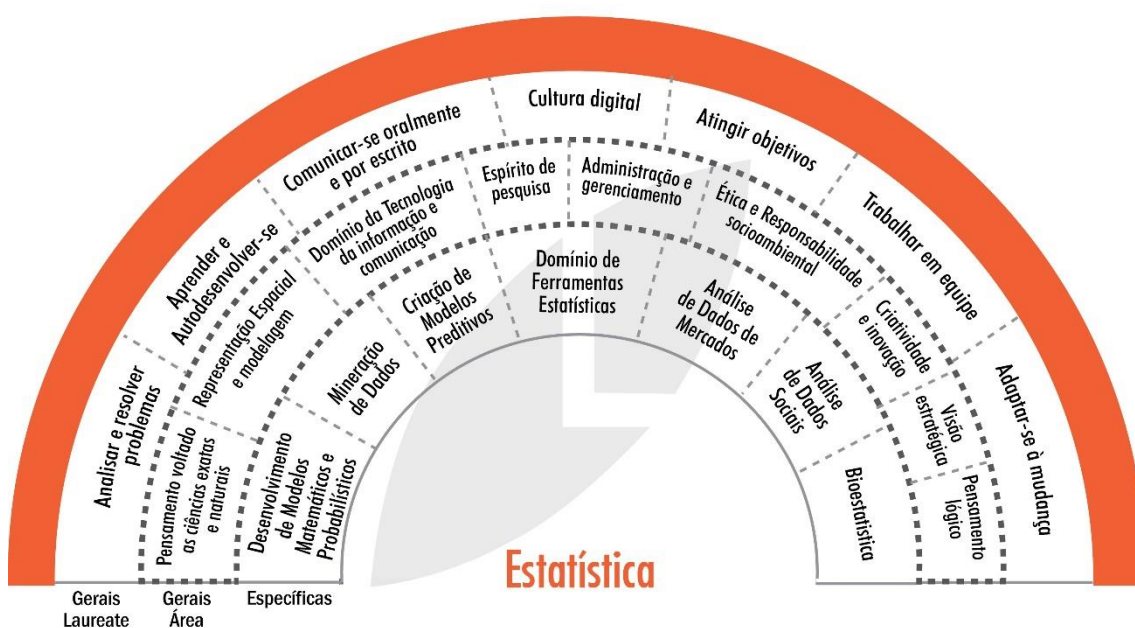 Analisar e resolver
problemas
Aprender e
Autodesenvolver-se
Comunicar-se oralmente
e por escrito
Cultura digital
Atingir objetivos
Trabalhar em equipe
Adaptar-se à mudança
Pensamento voltado
as ciências exatas
e naturais
Representação Espacial
e modelagem
Domínio da Tecnologia
da informação e
comunicação
Espírito de
pesquisa
Administração e
gerenciamento
Ética e Responsabilidade
socioambiental
Criatividade
e inovação
Visão
estratégica
Pensamento
lógico
Desenvolvimento
de Modelos
Matemáticos e
Probabilísticos
Mineração
de Dados
Criação de
Modelos
Preditivos
Domínio de
Ferramentas
Estatísticas
Análise
de Dados de
Mercados
Análise
de Dados
Sociais
Bioestatistica
Estatística
Gerais
Laureate
Gerais
Área
Específicas